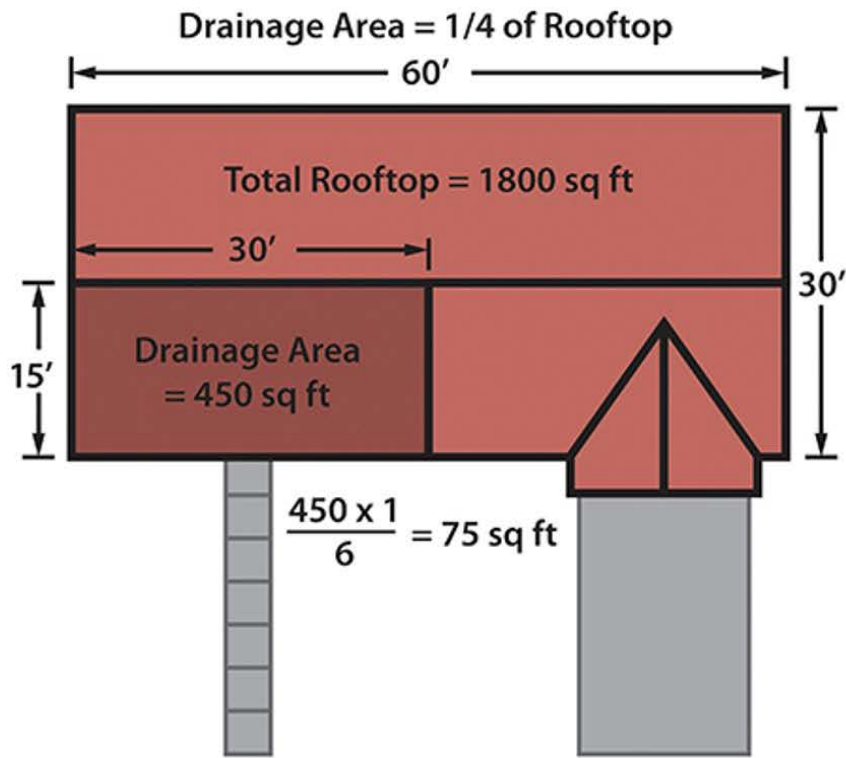 Drainage Area = 1/4 of Rooftop
60′
Total Rooftop = 1800 sq ft
30′
30′
Drainage Area
= 450 sq ft
15′
450 x 1
6
= 75 sq ft